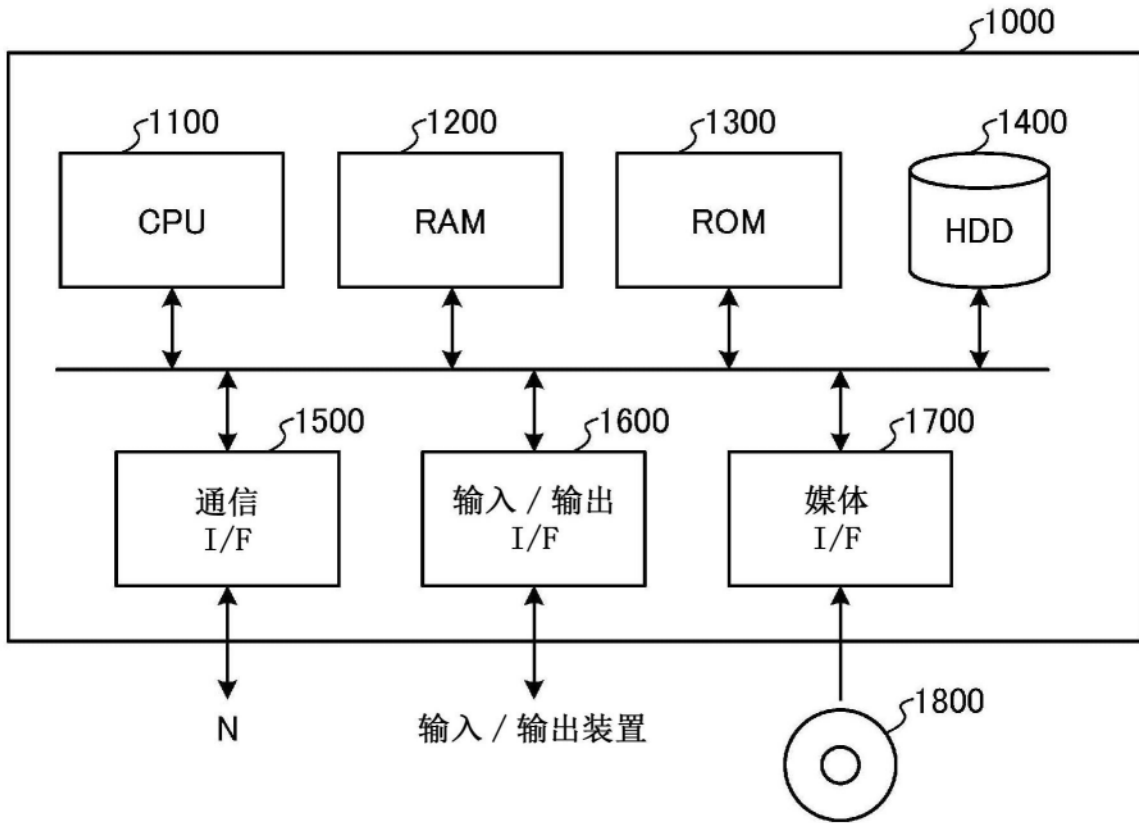 1000
1100
1200
1300
1400
CPU
RAM
ROM
HDD
1500
1600
1700
通信
I/F
输入 / 输出
I/F
媒体
I/F
N
输入 / 输出装置
1800